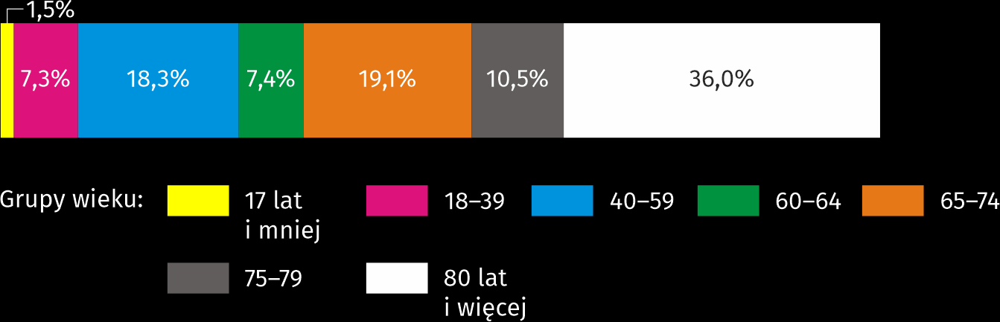 1,5%
7,3% 18,3% 7,4% 19,1% 10,5% 36,0%
Grupy wieku: 17 lat i mniej 18–39 40–59 60–64 65–74
75–79 80 lat i więcej